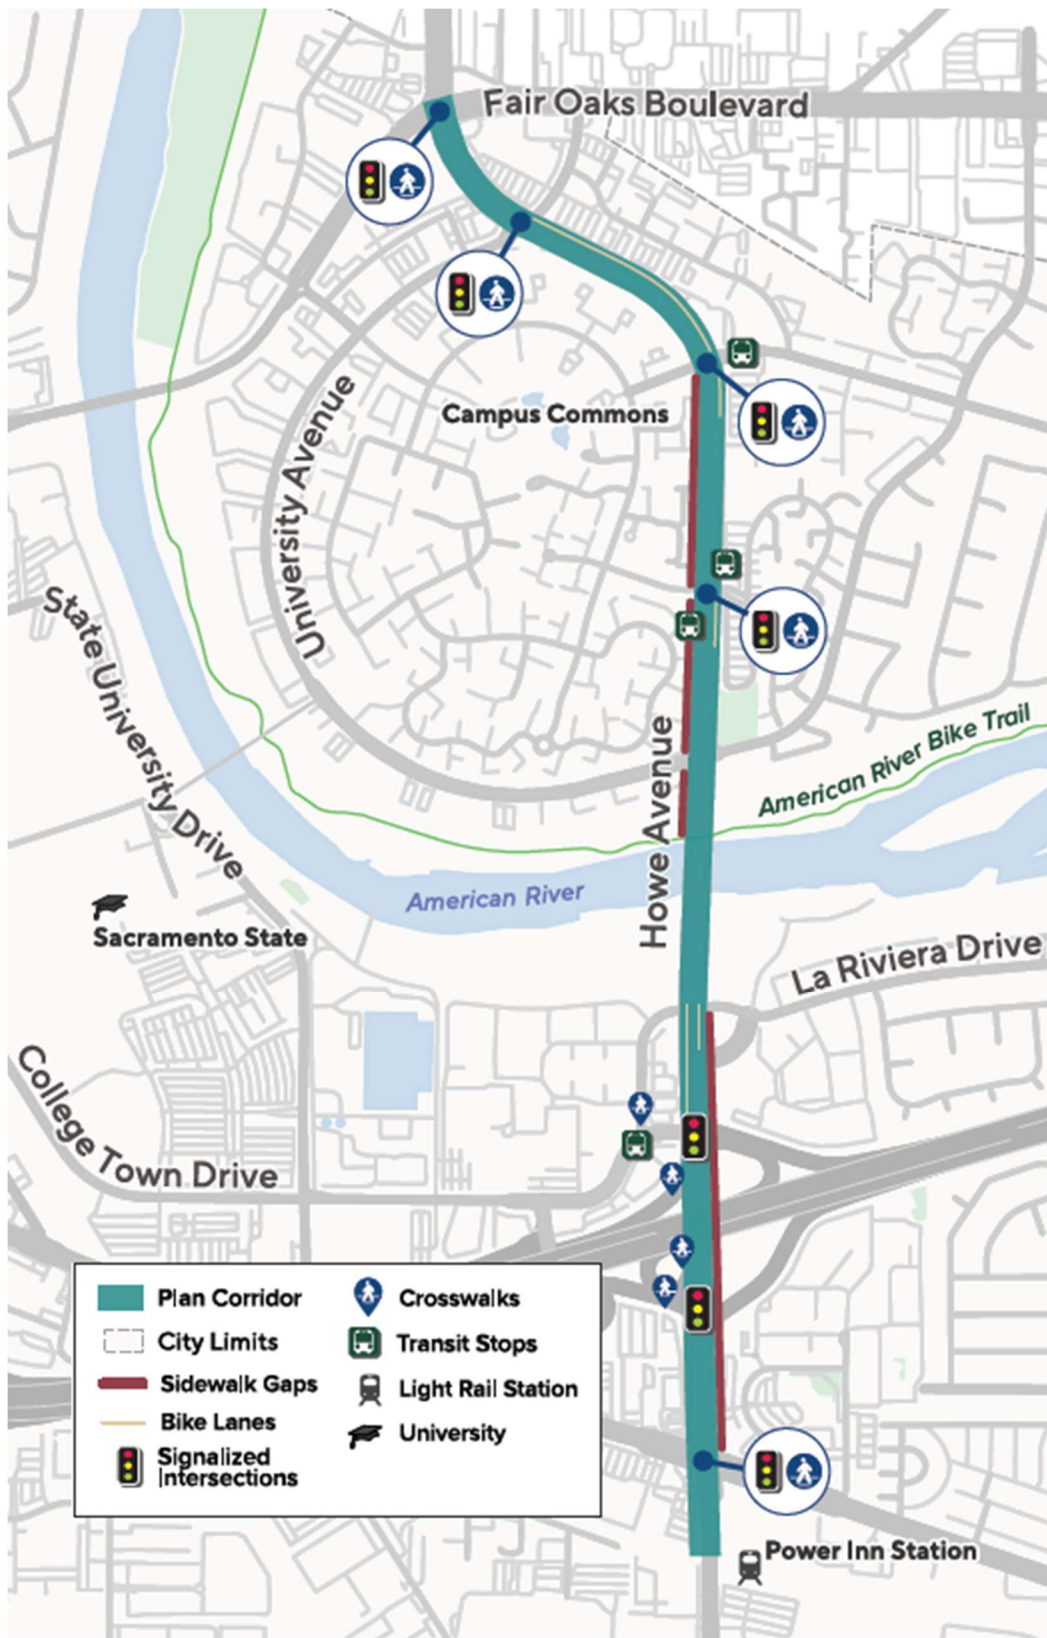 Fair Oaks Boulevard
Campus Commons
University Avenue
State University Drive
American River Bike Trail
Howe Avenue
American River
Sacramento State
La Riviera Drive
College Town Drive
Plan Corridor
City Limits
Sidewalk Gaps
Bike Lanes
Signalized
Intersections
Crosswalks
Transit Stops
Light Rail Station
University
Power Inn Station